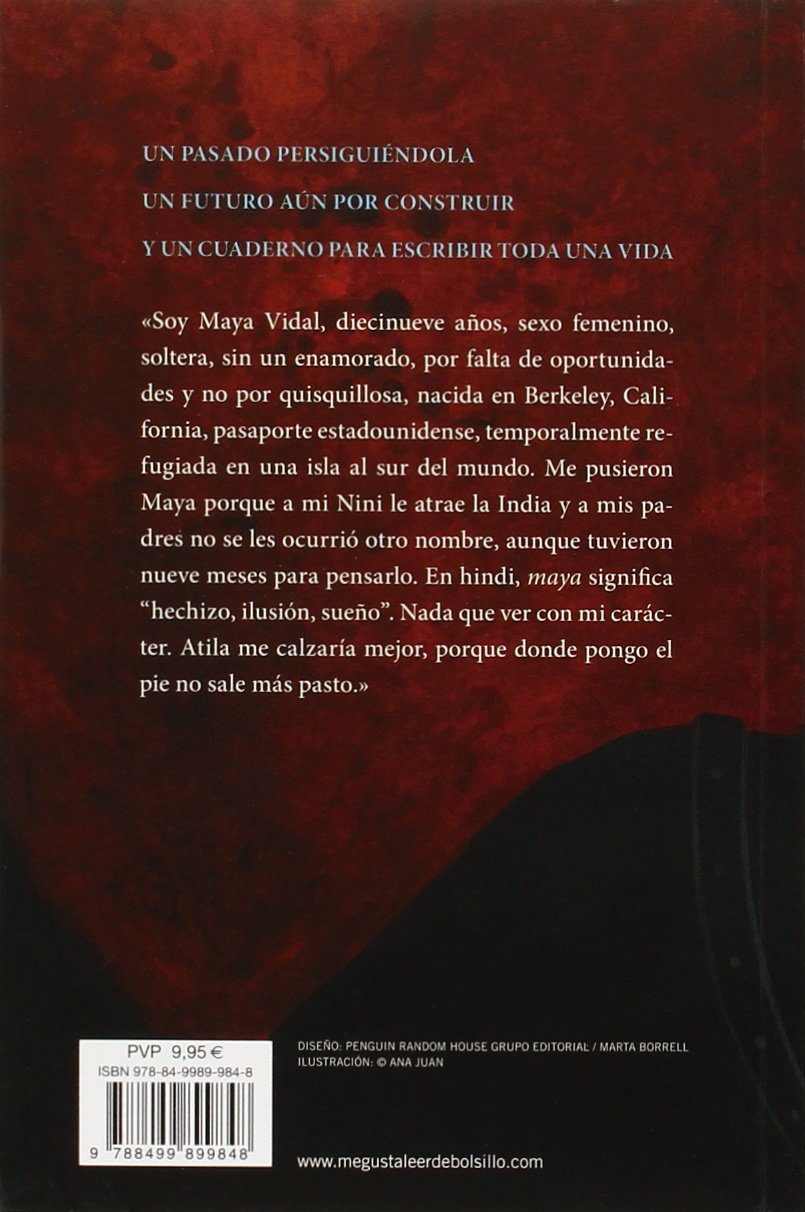 UN PASADO PERSIGUIÉNDOLA
UN FUTURO AÚN POR CONSTRUIR
Y UN CUADERNO PARA ESCRIBIR TODA UNA VIDA
«Soy Maya Vidal, diecinueve años, sexo femenino,
soltera, sin un enamorado, por falta de oportunida-
des y no por quisquillosa, nacida en Berkeley, Cali-
fornia, pasaporte estadounidense, temporalmente re-
fugiada en una isla al sur del mundo. Me pusieron
Maya porque a mi Nini le atrae la India y a mis pa-
dres no se les ocurrió otro nombre, aunque tuvieron
nueve meses para pensarlo. En hindi, maya significa
“hechizo, ilusión, sueño”. Nada que ver con mi carác-
ter. Atila me calzaría mejor, porque donde pongo el
pie no sale más pasto.»
PVP 9,95 €
ISBN 978-84-9989-984-8
9 788499 899848
DISEÑO: PENGUIN RANDOM HOUSE GRUPO EDITORIAL / MARTA BORRELL
ILUSTRACIÓN: © ANA JUAN
www.megustaleerdebolsillo.com